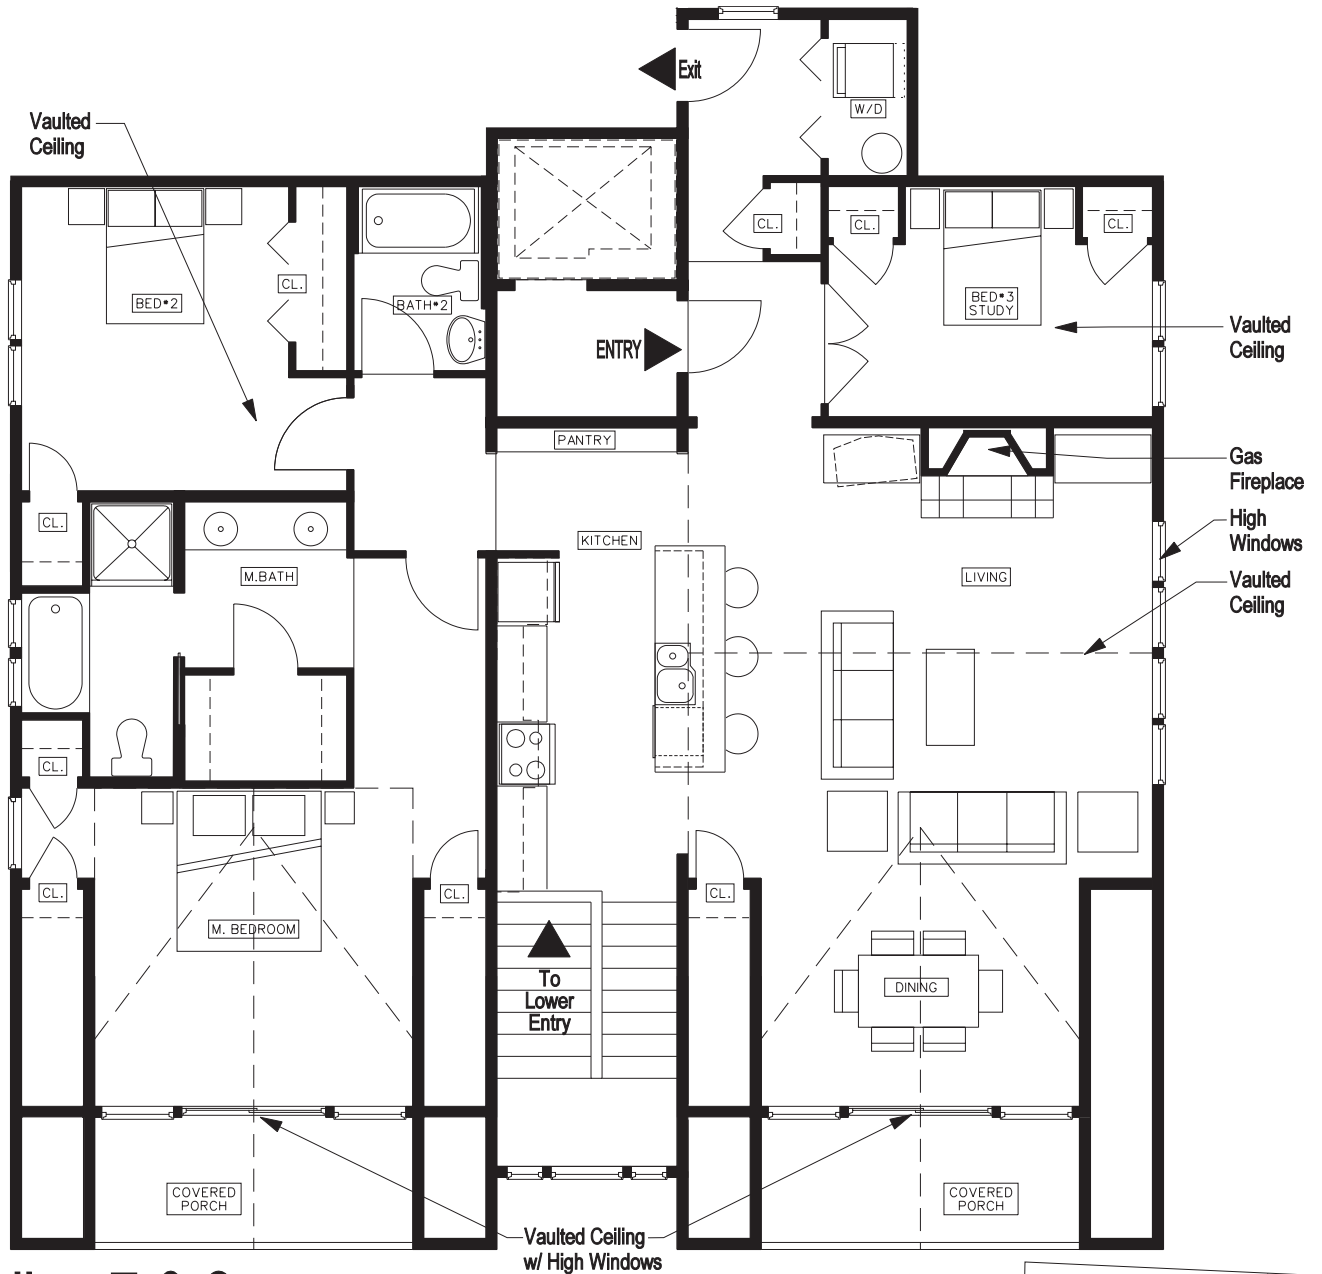 Exit
W/D
Vaulted
Ceiling
CL.
CL.
CL.
CL.
BED#2
BATH#2
BED#3
STUDY
ENTRY
Vaulted
Ceiling
PANTRY
Gas
Fireplace
High
Windows
CL.
KITCHEN
M.BATH
LIVING
Vaulted
Ceiling
CL.
CL.
CL.
CL.
M. BEDROOM
To
Lower
Entry
DINING
COVERED
PORCH
COVERED
PORCH
Vaulted Ceiling
w/ High Windows